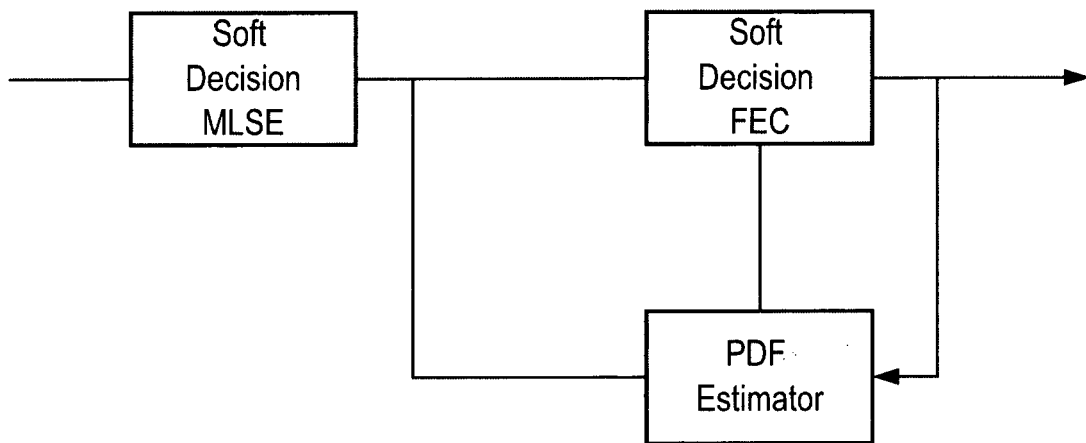 Soft
Decision
MLSE
Soft
Decision
FEC
PDF
Estimator